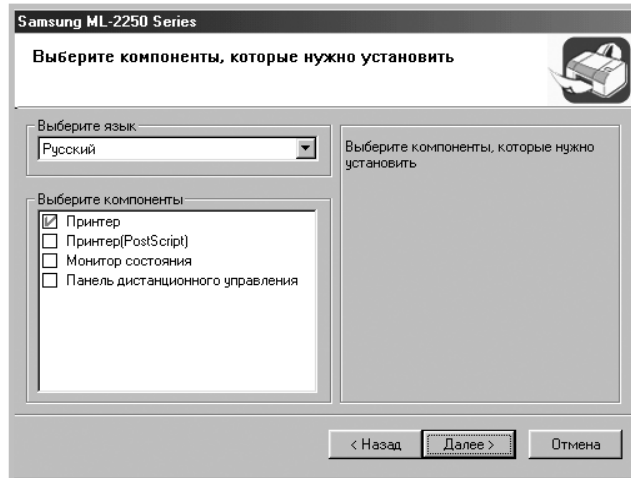 Samsung ML-2250 Series
Выберите компоненты, которые нужно установить
Выберите язык
Русский
Выберите компоненты, которые нужно
установить
Выберите компоненты
Принтер
Принтер(PostScript)
Монитор состояния
Панель дистанционного управления
< Назад
Далее >
Отмена